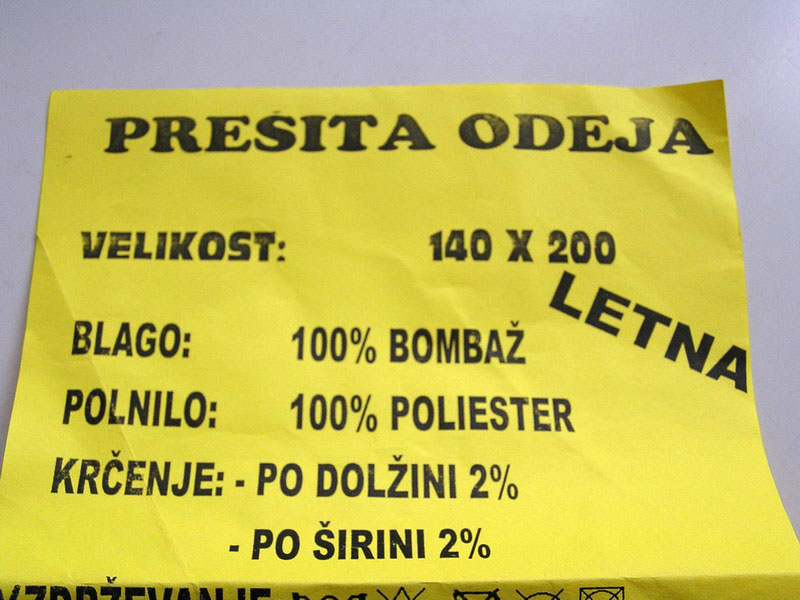 PREŠITA ODEJA
VELIKOST: 140 X 200
LETNA
BLAGO: 100% BOMBAŽ
POLNILO: 100% POLIESTER
KRČENJE: - PO DOLŽINI 2%
- PO ŠIRINI 2%
VZDRŽEVANJE